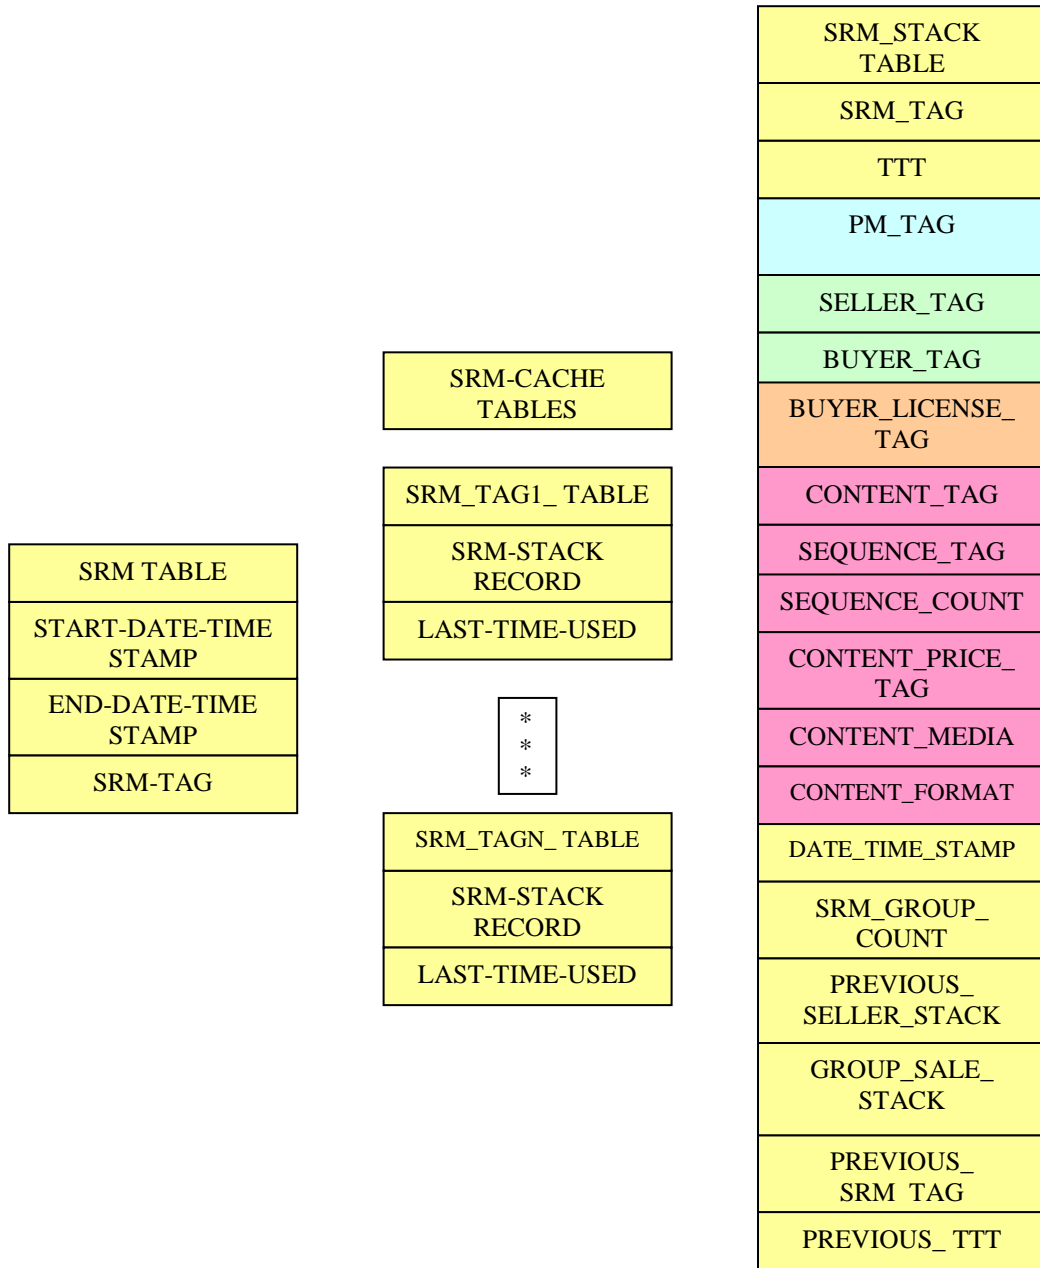 SRM TABLE
START-DATE-TIME
STAMP
END-DATE-TIME
STAMP
SRM-TAG
SRM-CACHE
TABLES
SRM_TAG1_ TABLE
SRM-STACK
RECORD
LAST-TIME-USED
*
*
*
SRM_TAGN_ TABLE
SRM-STACK
RECORD
LAST-TIME-USED
SRM_STACK
TABLE
SRM_TAG
TTT
PM_TAG
SELLER_TAG
BUYER_TAG
BUYER_LICENSE_
TAG
CONTENT_TAG
SEQUENCE_TAG
SEQUENCE_COUNT
CONTENT_PRICE_
TAG
CONTENT_MEDIA
CONTENT_FORMAT
DATE_TIME_STAMP
SRM_GROUP_
COUNT
PREVIOUS_
SELLER_STACK
GROUP_SALE_
STACK
PREVIOUS_
SRM_TAG
PREVIOUS_ TTT